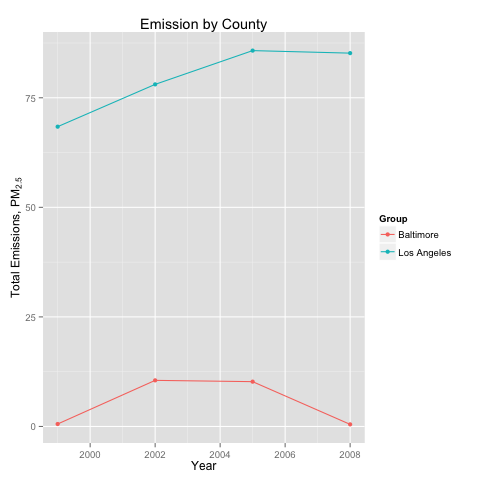 Emission by County
Total Emissions, PM2.5
75
50
25
0
2000 2002 2004 2006 2008
Year
Group
Baltimore
Los Angeles